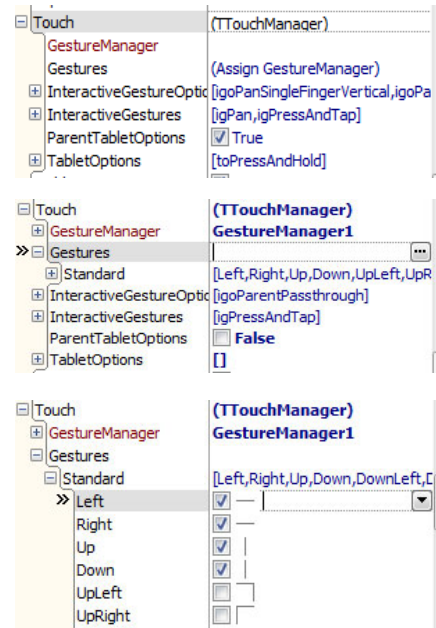 Touch (TTouchManager)
GestureManager
Gestures (Assign GestureManager)
InteractiveGestureOptic [igoPanSingleFingerVertical,igoPa
InteractiveGestures [igPan,igPressAndTap]
ParentTabletOptions True
TabletOptions [toPressAndHold]
Touch (TTouchManager)
GestureManager GestureManager1
Gestures
Standard [Left,Right,Up,Down,UpLeft,UpR
InteractiveGestureOptic [igoParentPassthrough]
InteractiveGestures [igPressAndTap]
ParentTabletOptions False
TabletOptions []
Touch (TTouchManager)
GestureManager GestureManager1
Gestures
Standard [Left,Right,Up,Down,DownLeft,D
Left
Right
Up
Down
UpLeft
UpRight